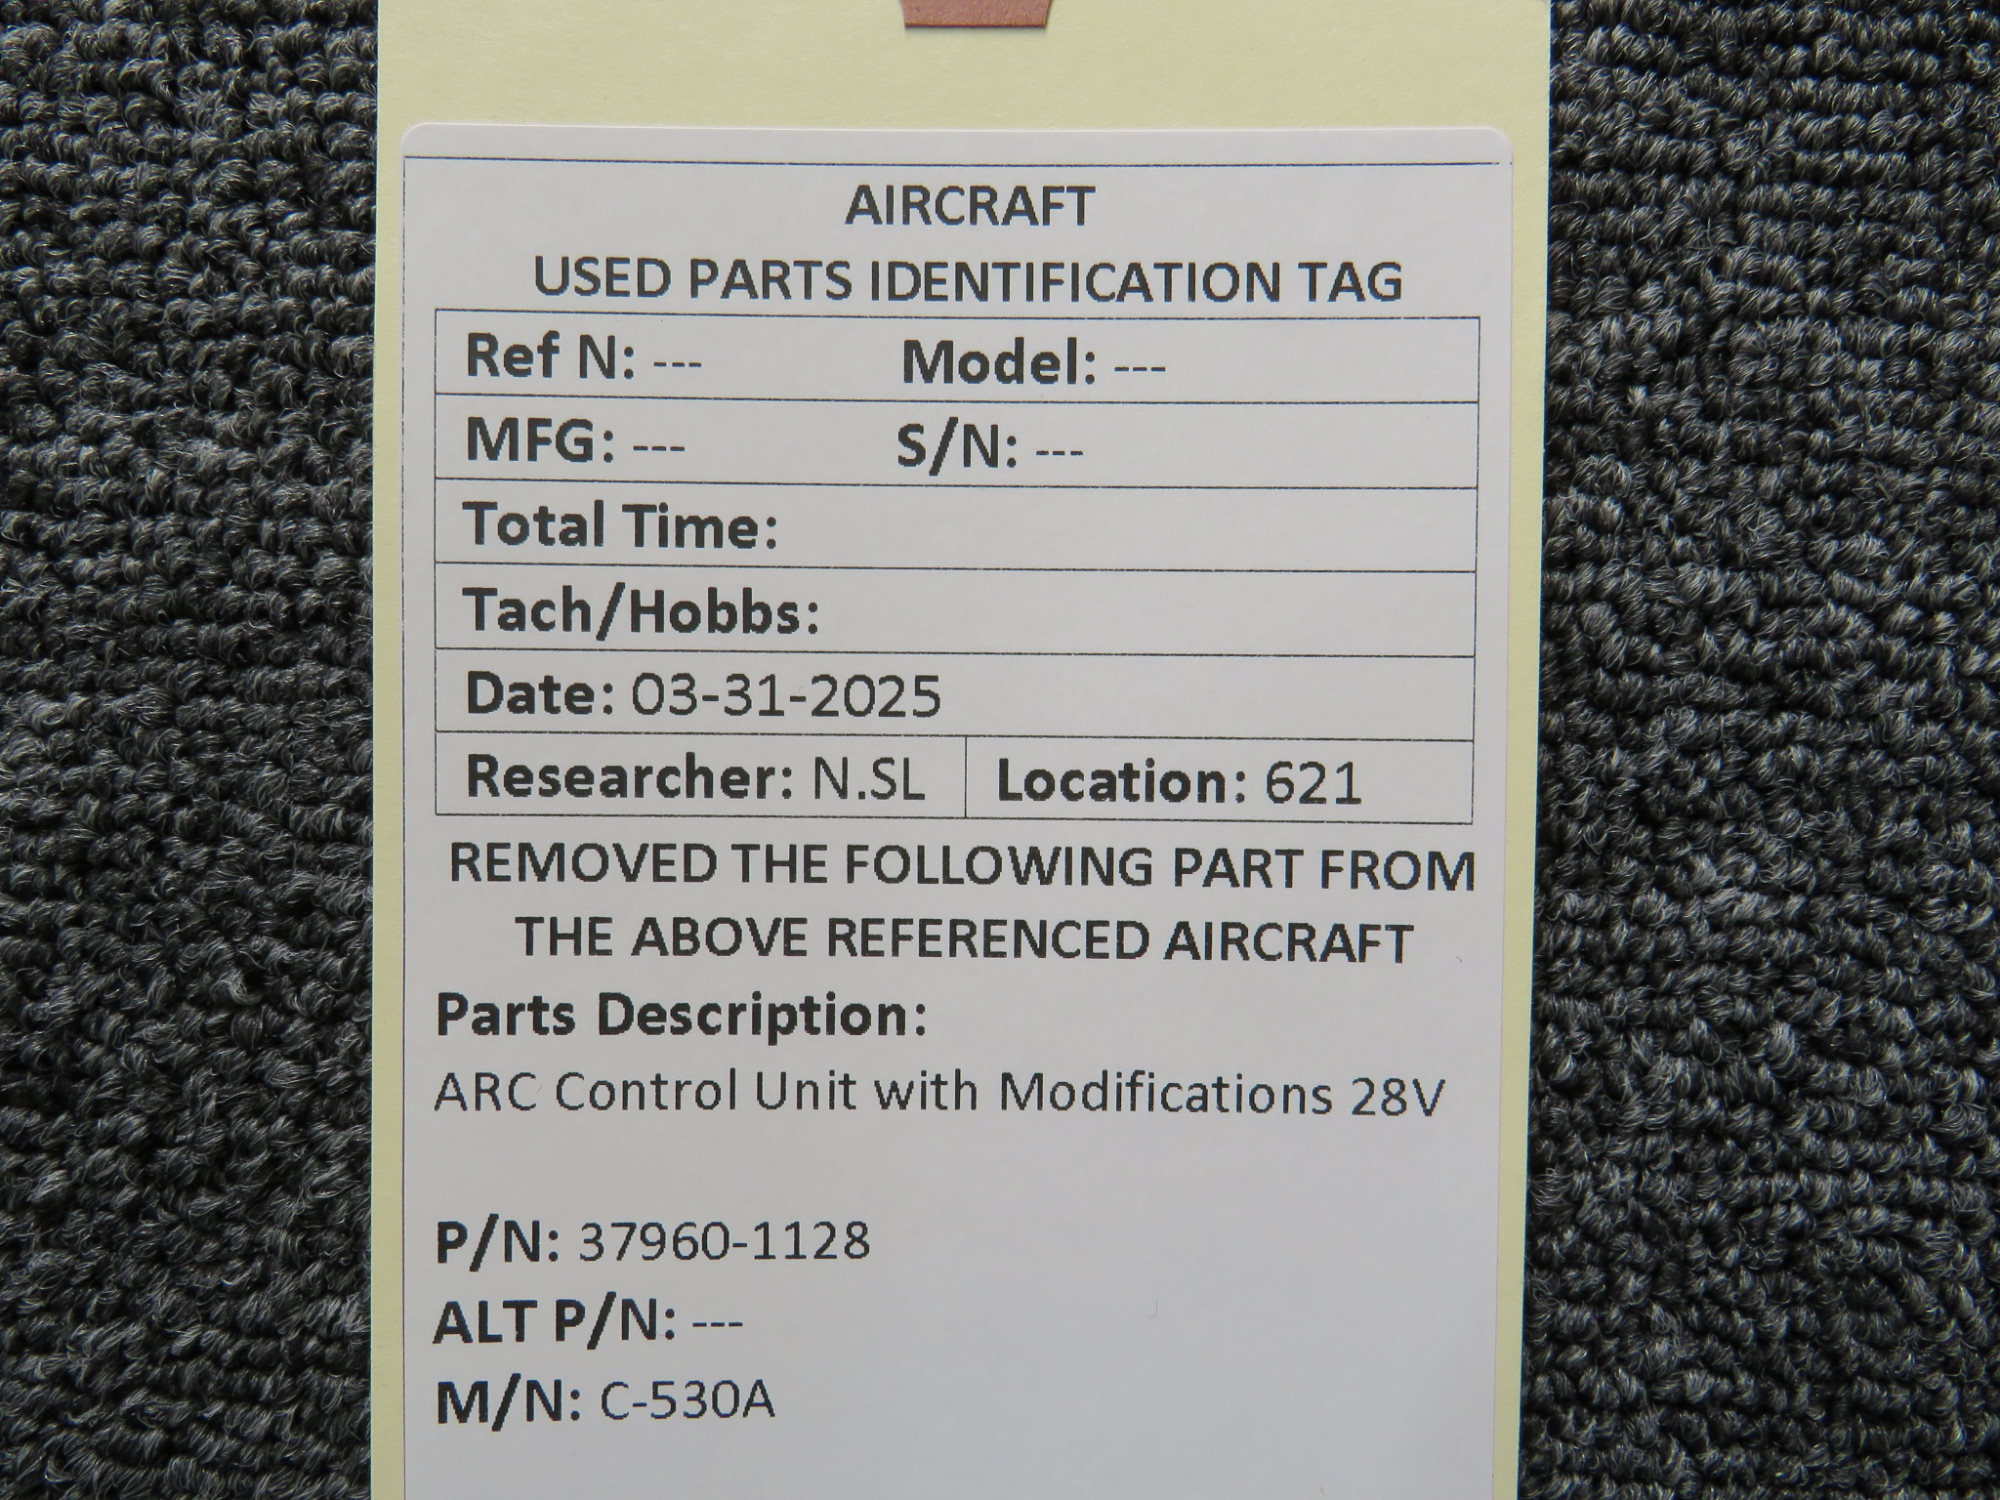 AIRCRAFT
USED PARTS IDENTIFICATION TAG
Ref N: --- Model: ---
MFG: --- S/N: ---
Total Time:
Tach/Hobbs:
Date: 03-31-2025
Researcher: N.SL Location: 621
REMOVED THE FOLLOWING PART FROM
THE ABOVE REFERENCED AIRCRAFT
Parts Description:
ARC Control Unit with Modifications 28V
P/N: 37960-1128
ALT P/N: ---
M/N: C-530A